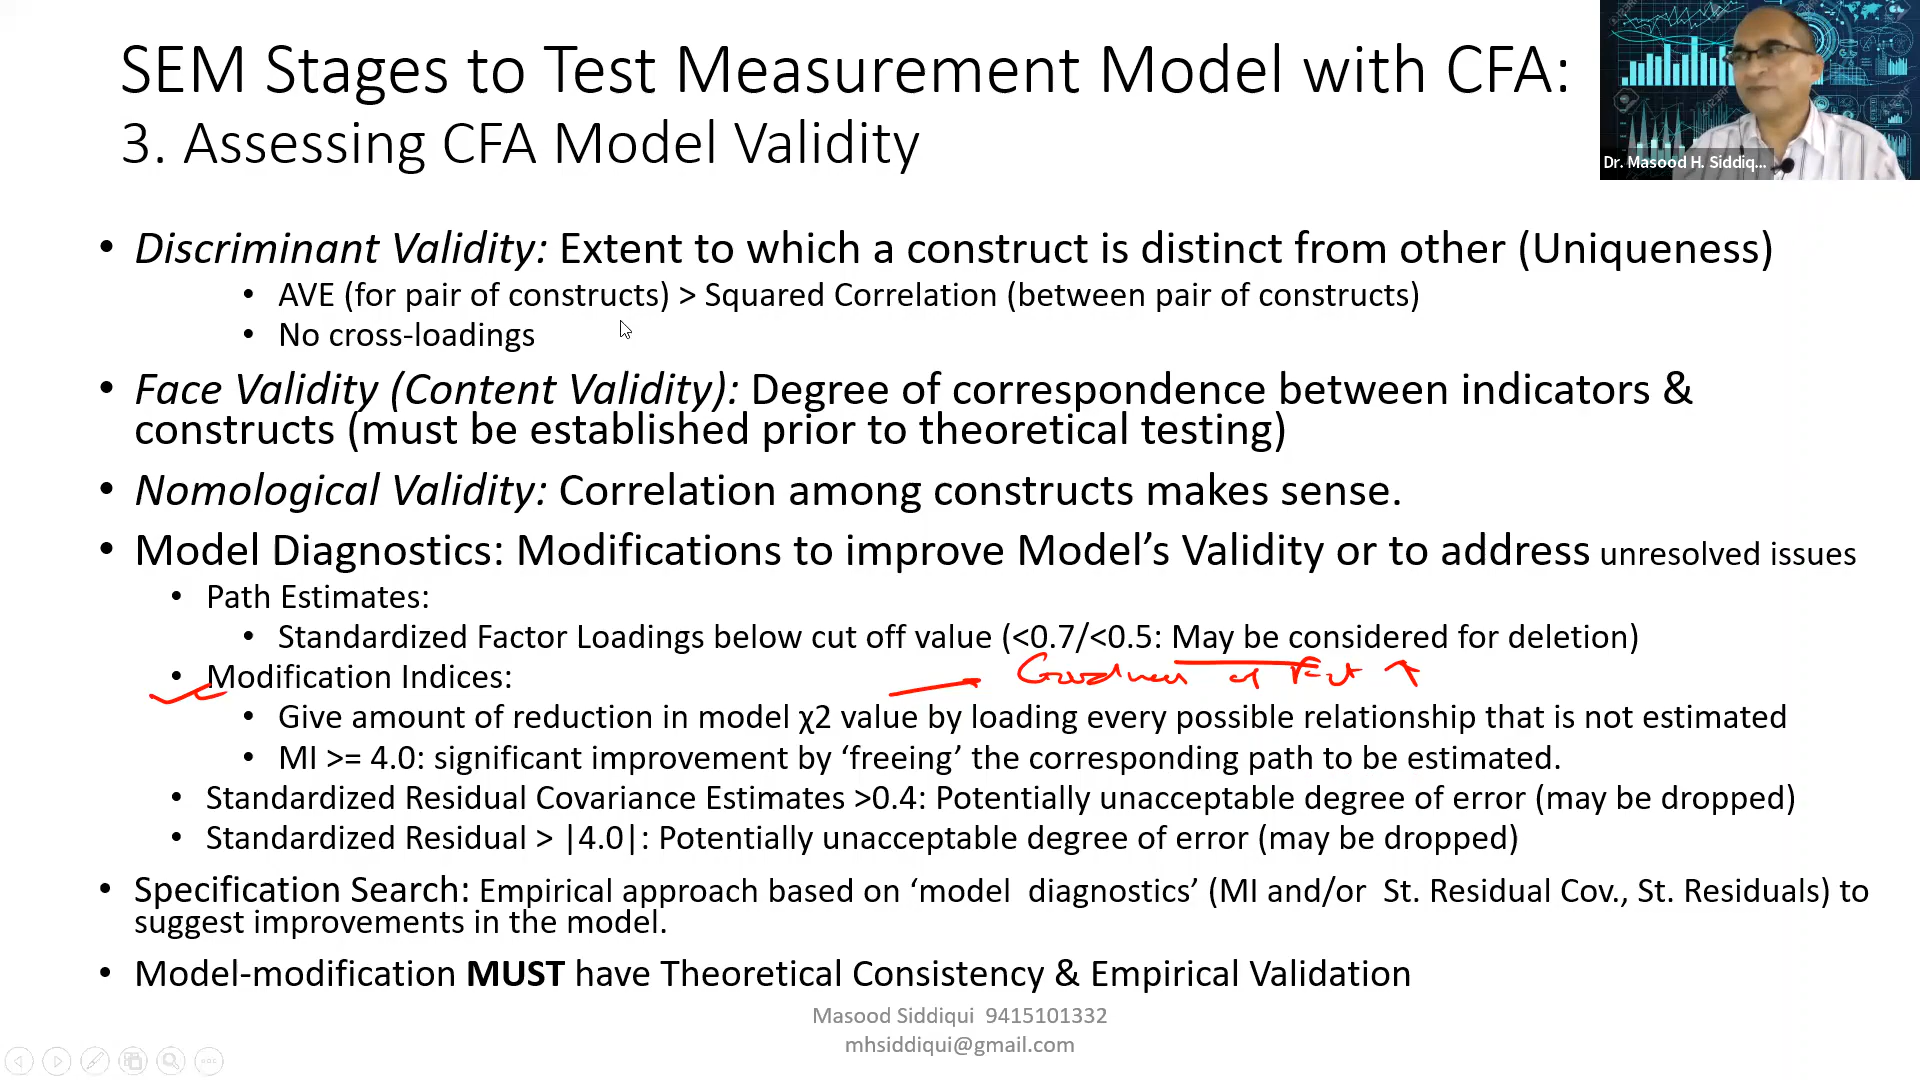 SEM Stages to Test Measurement Model with CFA:
3. Assessing CFA Model Validity
Dr. Masood H. Siddiq...
• Discriminant Validity: Extent to which a construct is distinct from other (Uniqueness)
• AVE (for pair of constructs) > Squared Correlation (between pair of constructs)
• No cross-loadings
• Face Validity (Content Validity): Degree of correspondence between indicators &
constructs (must be established prior to theoretical testing)
• Nomological Validity: Correlation among constructs makes sense.
• Model Diagnostics: Modifications to improve Model’s Validity or to address unresolved issues
• Path Estimates:
• Standardized Factor Loadings below cut off value (<0.7/<0.5: May be considered for deletion)
• Modification Indices:
Goodness of Fit ↑
• Give amount of reduction in model χ2 value by loading every possible relationship that is not estimated
• MI >= 4.0: significant improvement by ‘freeing’ the corresponding path to be estimated.
• Standardized Residual Covariance Estimates >0.4: Potentially unacceptable degree of error (may be dropped)
• Standardized Residual > |4.0|: Potentially unacceptable degree of error (may be dropped)
• Specification Search: Empirical approach based on ‘model diagnostics’ (MI and/or St. Residual Cov., St. Residuals) to
suggest improvements in the model.
• Model-modification MUST have Theoretical Consistency & Empirical Validation
Masood Siddiqui 9415101332
mhsiddiqui@gmail.com